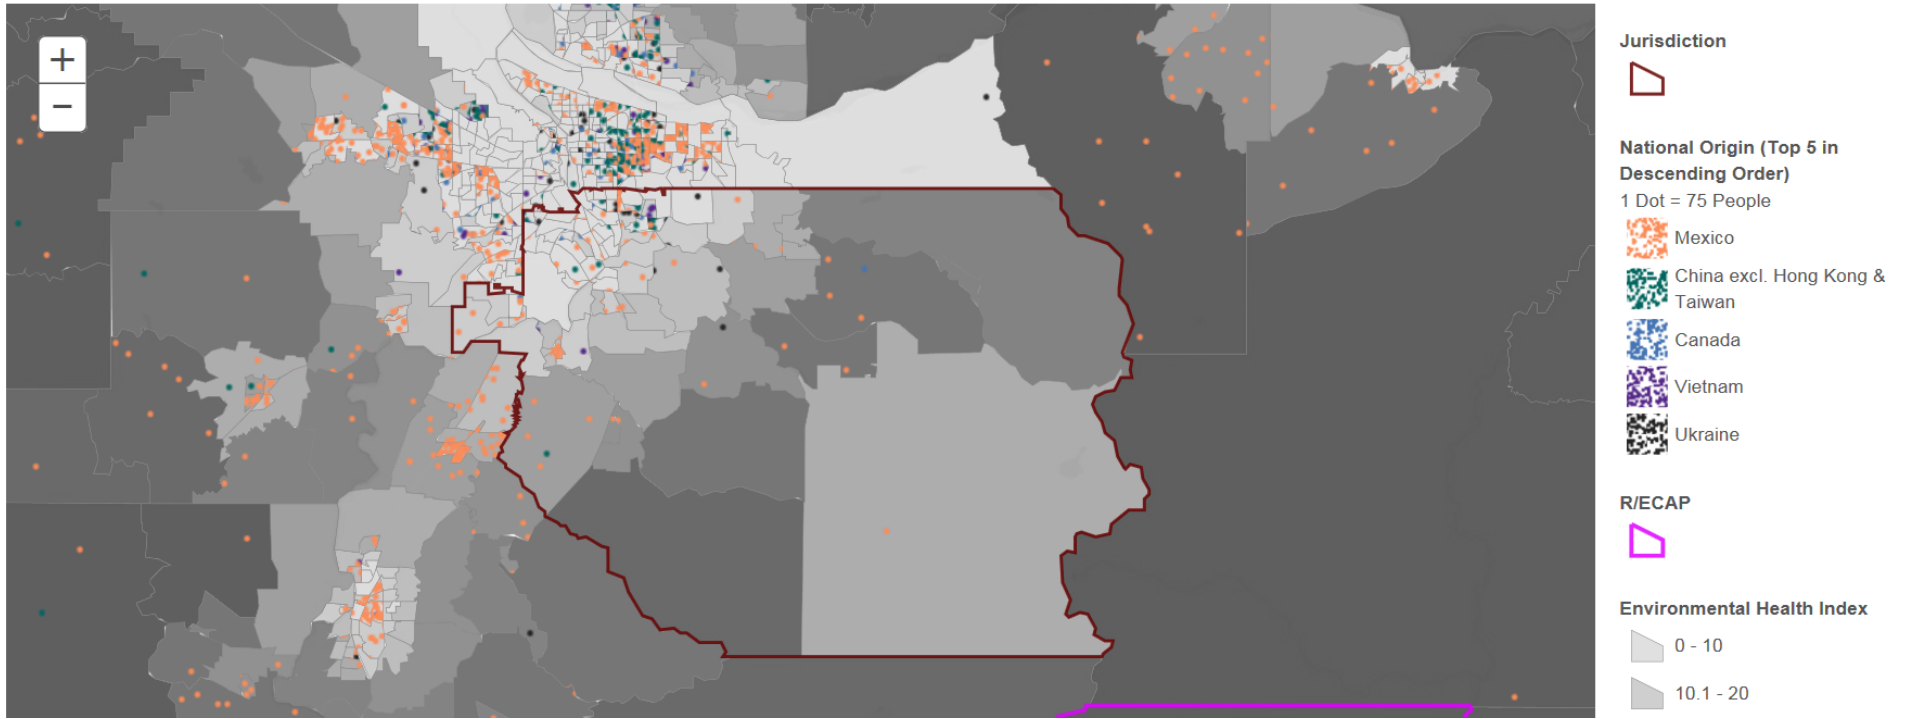 +
−
Jurisdiction
National Origin (Top 5 in
Descending Order)
1 Dot = 75 People
Mexico
China excl. Hong Kong &
Taiwan
Canada
Vietnam
Ukraine
R/ECAP
Environmental Health Index
0 - 10
10.1 - 20